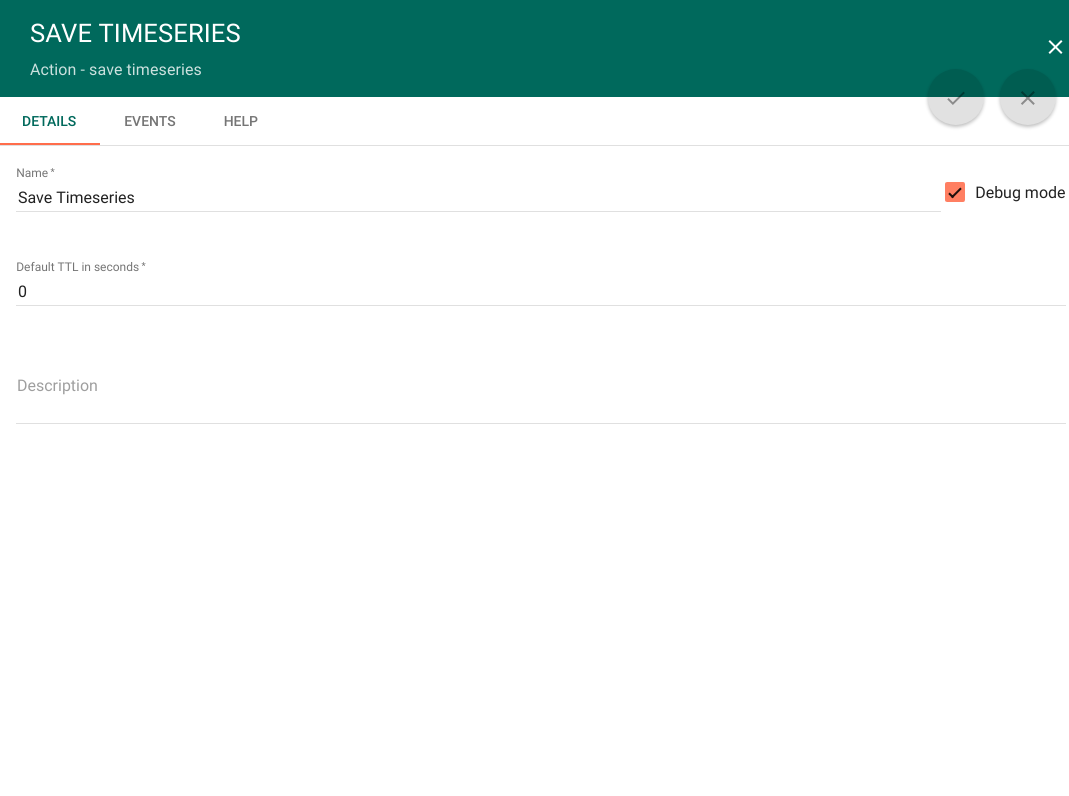 SAVE TIMESERIES
Action - save timeseries
DETAILS
EVENTS
HELP
Name *
Save Timeseries
Debug mode
Default TTL in seconds *
0
Description